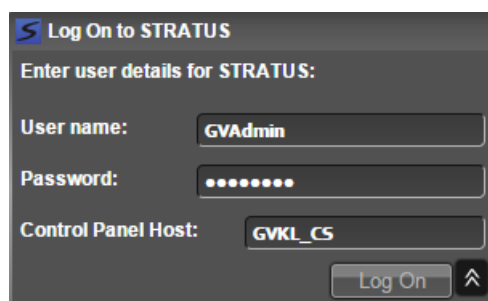 Log On to STRATUS
Enter user details for STRATUS:
User name: GVAdmin
Password: ••••••••
Control Panel Host: GVKL_CS
Log On